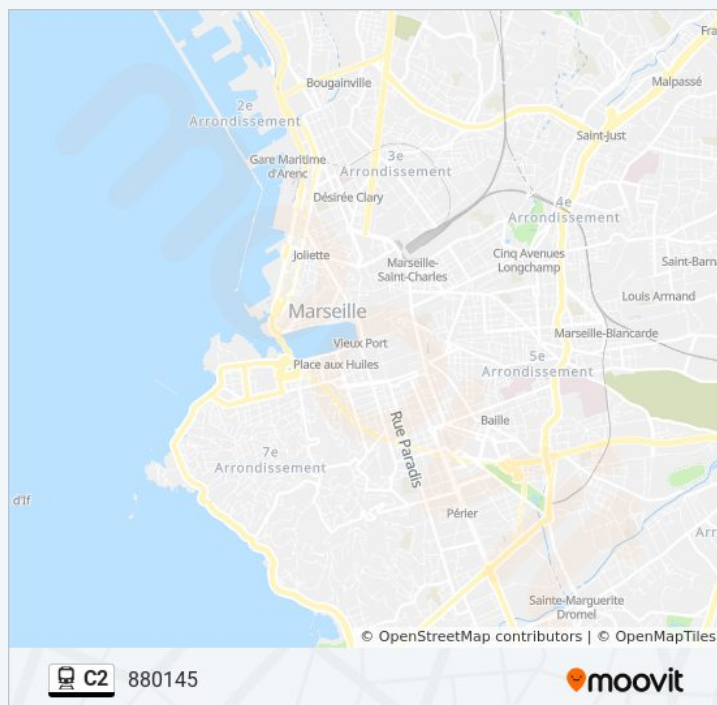 Fra
Bougainville
Malpassé
2e
Arrondissement
Saint-Just
3e
Arrondissement
Gare Maritime
d'Arenc
Désirée Clary
4e
Arrondissement
Joliette
Marseille-
Saint-Charles
Cinq Avenues
Longchamp
Saint-Barna
Louis Armand
Marseille
Vieux Port
Marseille-Blancarde
Place aux Huiles
5e
Arrondissement
Rue Paradis
Baille
7e
Arrondissement
d'If
Périer
Arr
Sainte-Marguerite
Dromel
© OpenStreetMap contributors | © OpenMapTiles
C2 880145
moovit